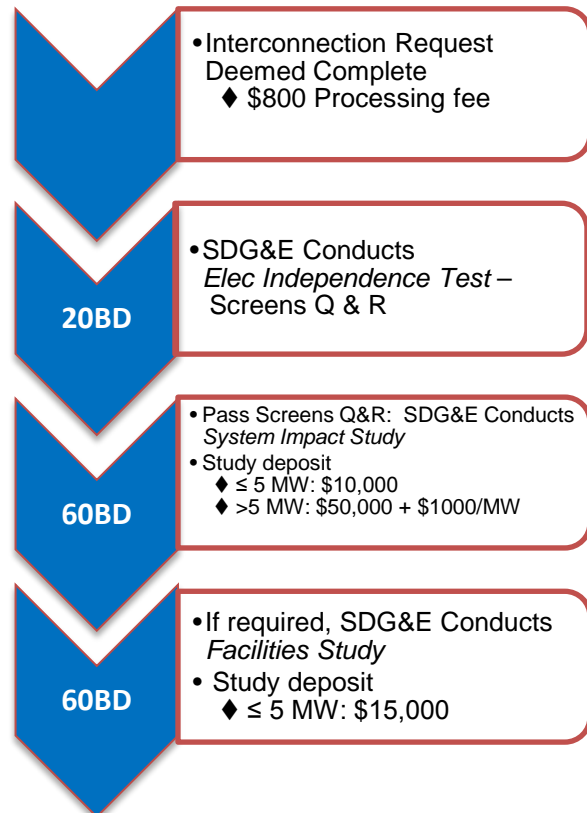 •Interconnection Request
Deemed Complete
♦ $800 Processing fee
20BD
•SDG&E Conducts
Elec Independence Test –
Screens Q & R
60BD
• Pass Screens Q&R: SDG&E Conducts
System Impact Study
• Study deposit
♦ ≤ 5 MW: $10,000
♦ >5 MW: $50,000 + $1000/MW
60BD
•If required, SDG&E Conducts
Facilities Study
• Study deposit
♦ ≤ 5 MW: $15,000